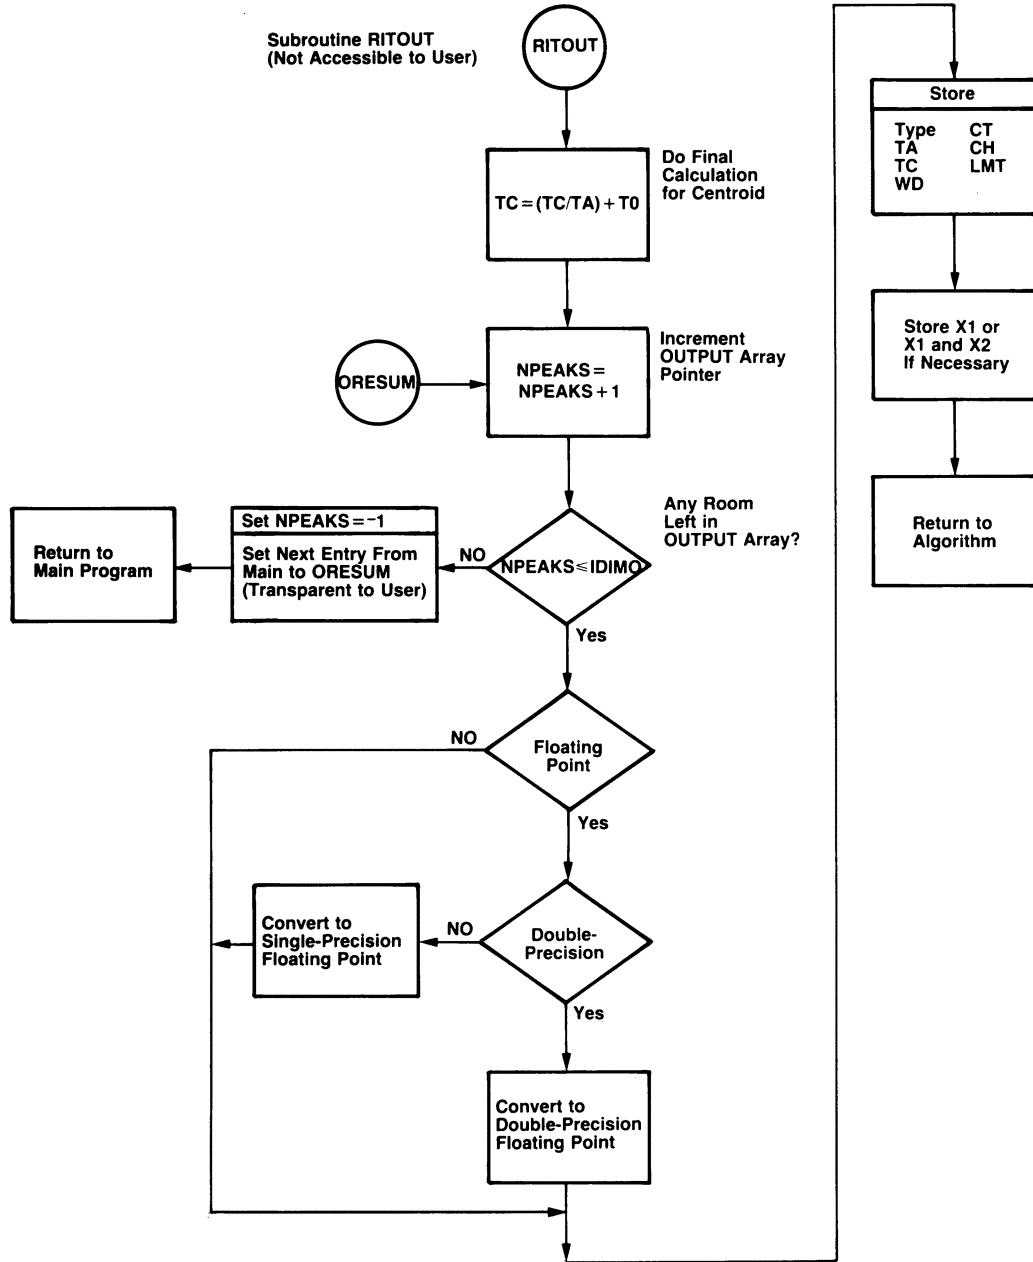 Subroutine RITOUT
(Not Accessible to User)
RITOUT
Do Final
Calculation
for Centroid
TC=(TC/TA)+T0
Increment
OUTPUT Array
Pointer
NPEAKS=
NPEAKS+1
ORESUM
Any Room
Left in
OUTPUT Array?
NPEAKS≤IDIMO
NO
Set NPEAKS=-1
Set Next Entry From
Main to ORESUM
(Transparent to User)
Return to
Main Program
Yes
Floating
Point
NO
Yes
Double-
Precision
NO
Convert to
Single-Precision
Floating Point
Yes
Convert to
Double-Precision
Floating Point
Store
Type CT
TA CH
TC LMT
WD
Store X1 or
X1 and X2
If Necessary
Return to
Algorithm